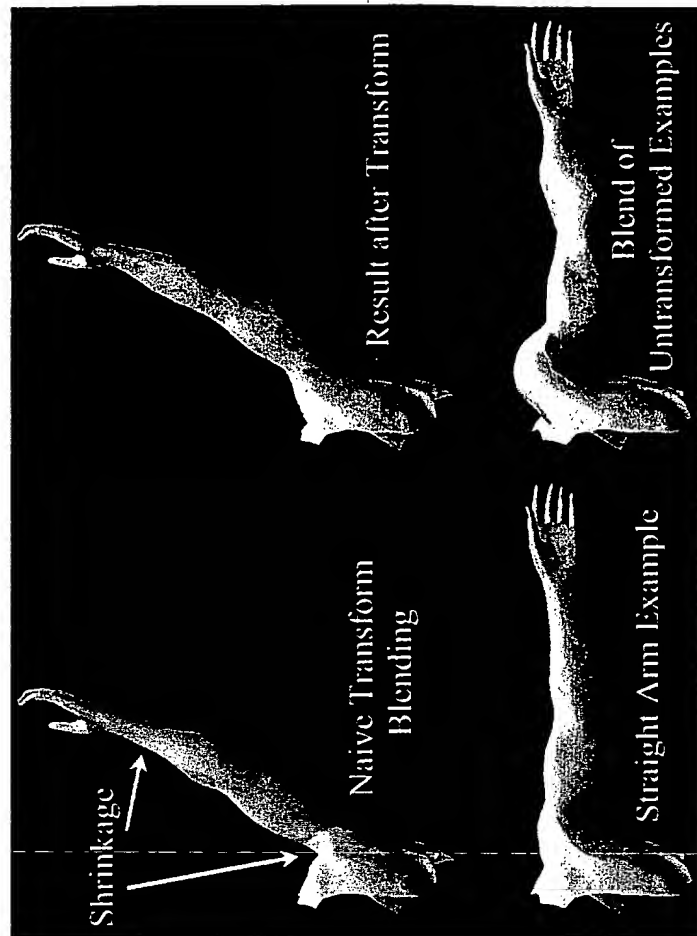 Shrinkage
Naive Transform
Blending
Result after Transform
Straight Arm Example
Blend of
Untransformed Examples